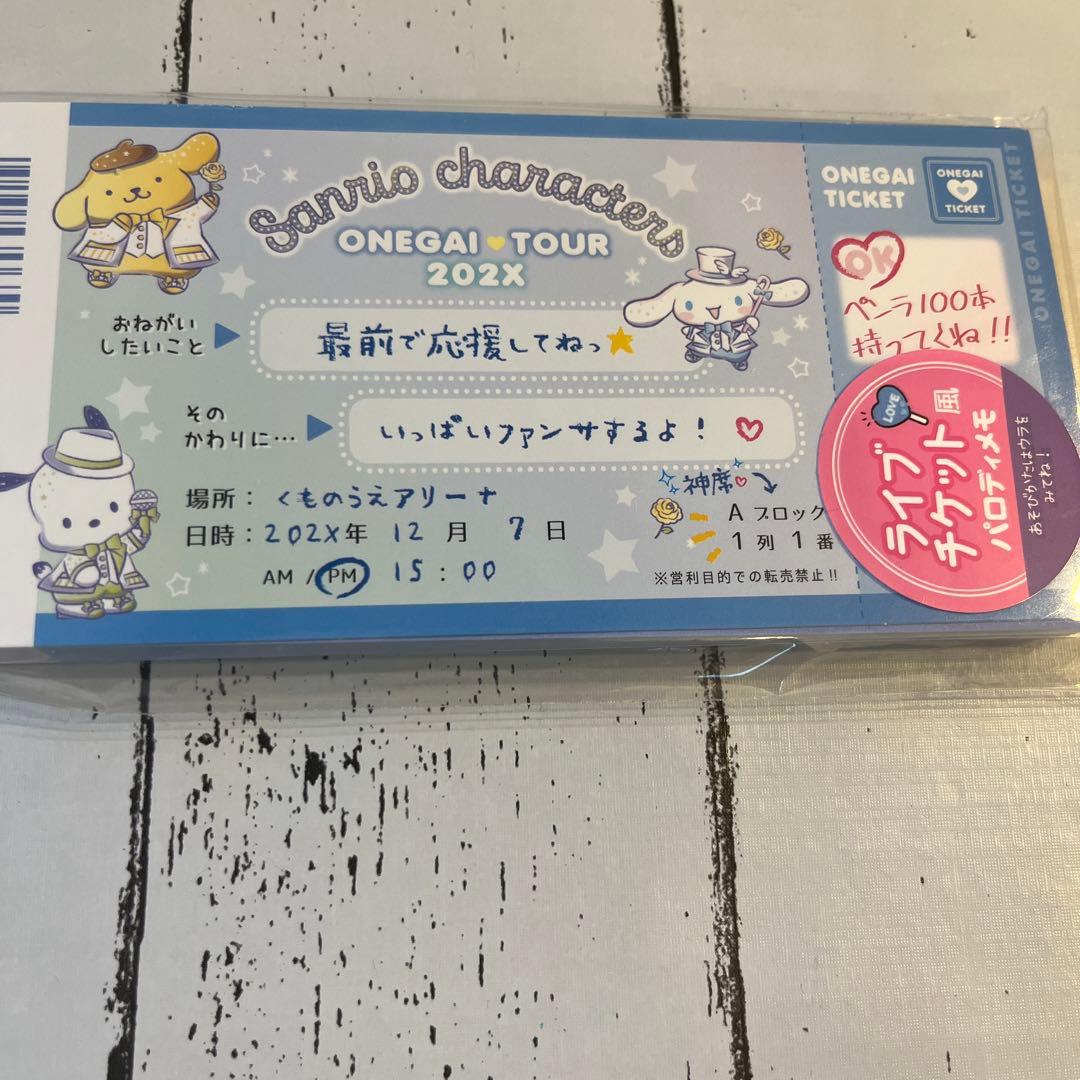 Sanrio characters
ONEGAI TOUR
202X
おねがい
したいこと
最前で応援してねっ
その
かわりに…
いっぱいファンサするよ!
場所: くものうえアリーナ
日時: 202X年 12月 7日
AM / PM 15:00
神席
A ブロック
1 列 1 番
※営利目的での転売禁止!!
ONEGAI
TICKET
ONEGAI
TICKET
ONEGAI TICKET
OK
ペンラ100本
持ってくね!!
LOVE
ライブ
チケット風
パロディメモ
あそびかたはウラを
みてね!